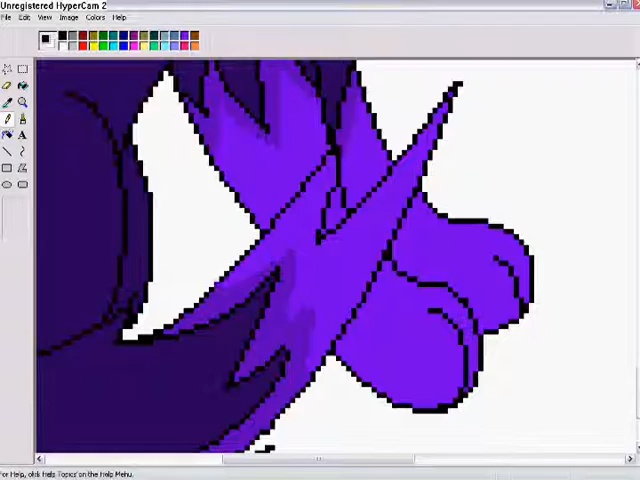 Unregistered HyperCam 2
File Edit View Image Colors Help
A
For Help, click Help Topics on the Help Menu.